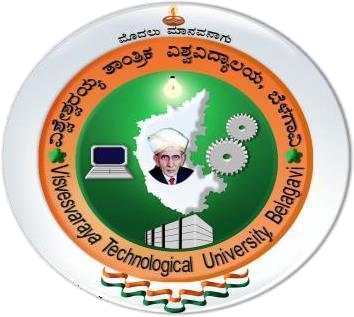 ಮೊದಲು ಮಾನವನಾಗು
ವಿಶ್ವೇಶ್ವರಯ್ಯ ತಾಂತ್ರಿಕ ವಿಶ್ವವಿದ್ಯಾಲಯ, ಬೆಳಗಾವಿ
Visvesvaraya Technological University, Belagavi